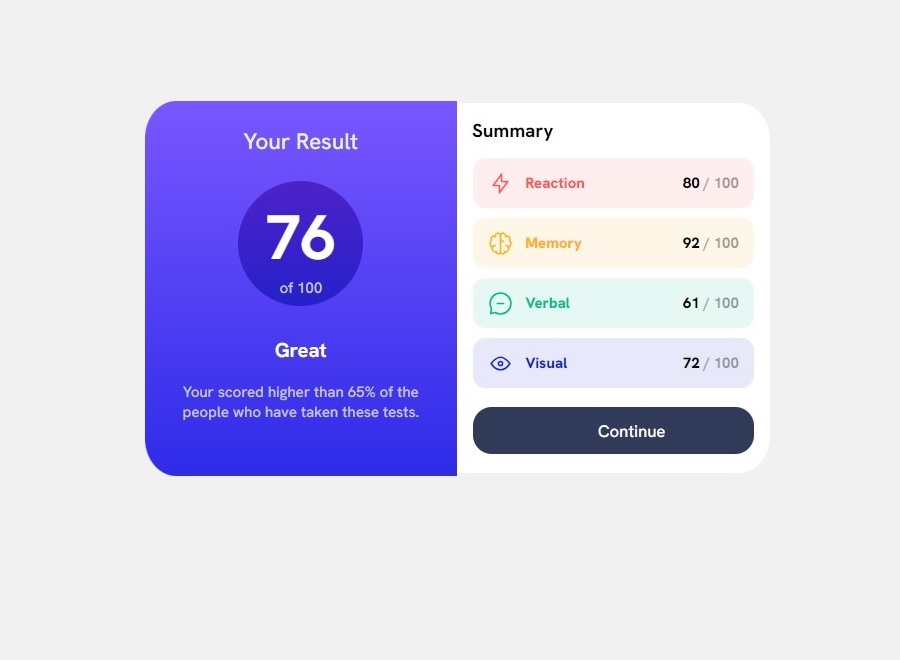 Your Result
76
of 100
Great
Your scored higher than 65% of the
people who have taken these tests.
Summary
Reaction 80 / 100
Memory 92 / 100
Verbal 61 / 100
Visual 72 / 100
Continue